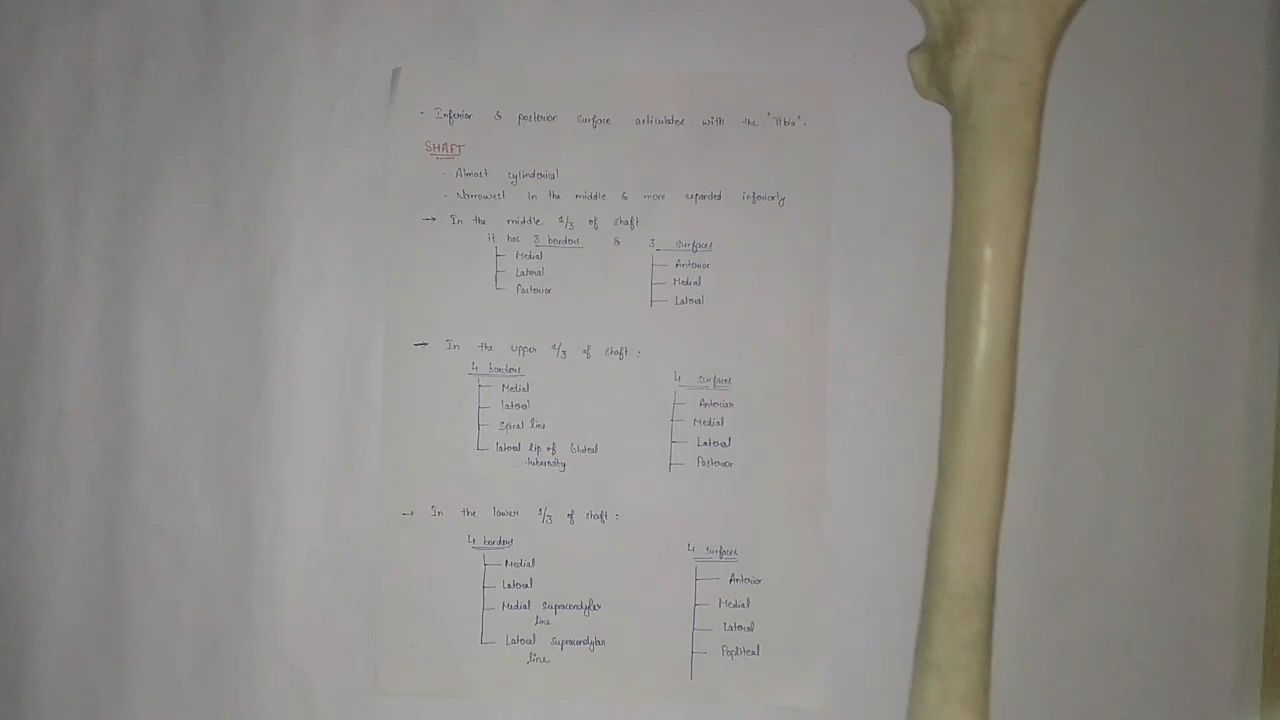 · Inferior & posterior surface articulates with the "Tibia".
SHAFT
· Almost cylinderical
· Narrowest in the middle & more expanded inferiorly
→ In the middle 1/3 of shaft
it has 3 borders & 3 surfaces
Medial
Lateral
Posterior
Anterior
Medial
Lateral
→ In the upper 1/3 of shaft :
4 borders
Medial
lateral
Spiral line
lateral lip of Gluteal
tuberosity
4 surfaces
Anterior
Medial
Lateral
Posterior
→ In the lower 1/3 of shaft :
4 borders
Medial
Lateral
Medial supracondylar
line
Lateral supracondylar
line
4 surfaces
Anterior
Medial
Lateral
Popliteal